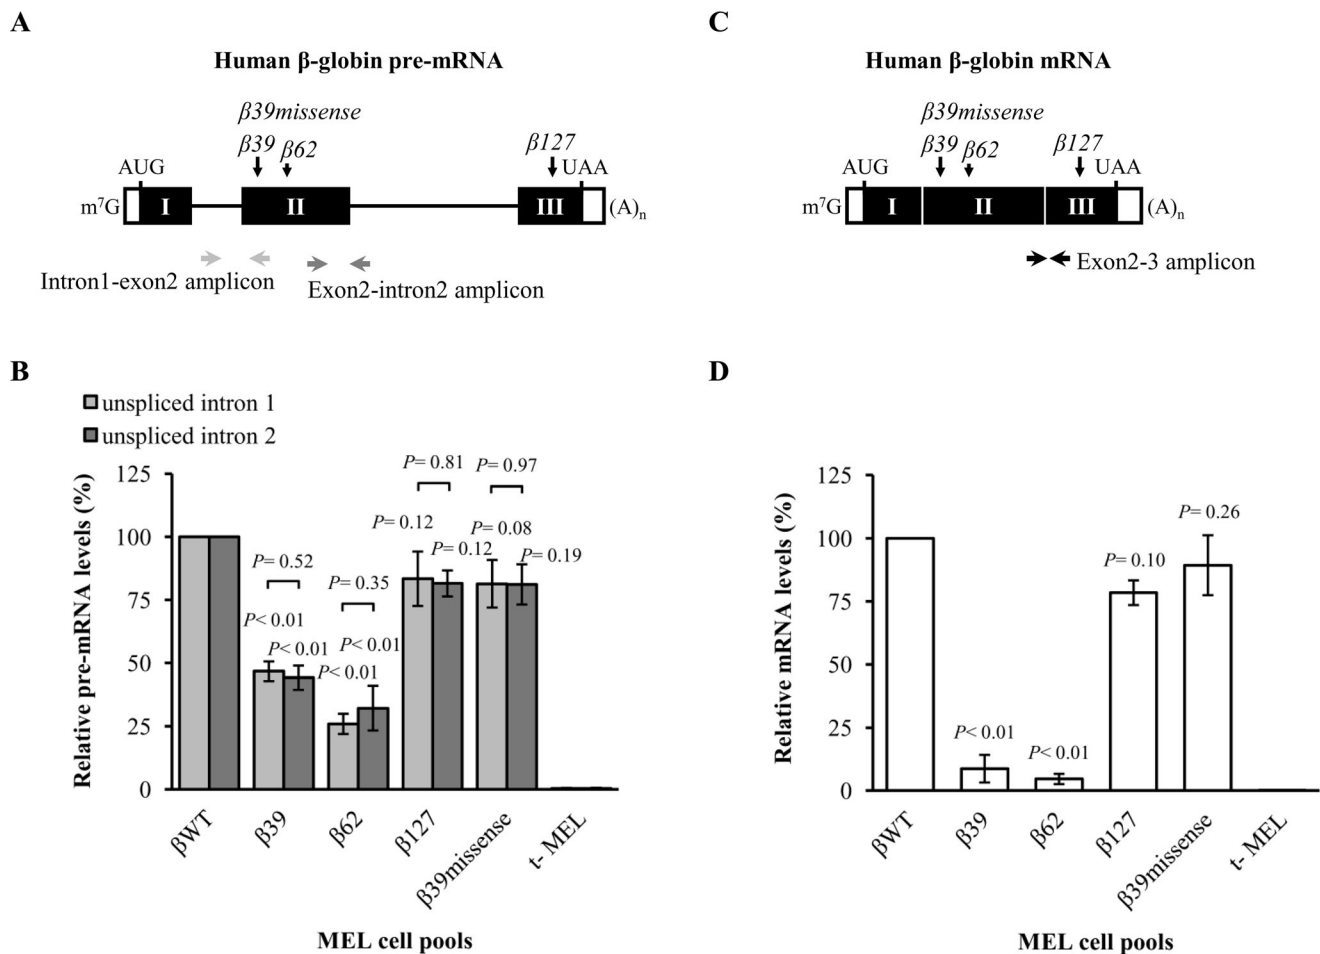 A
Human β-globin pre-mRNA
β39missense
β39
β62
β127
AUG
UAA
m⁷G
I
II
III
(A)n
Intron1-exon2 amplicon
Exon2-intron2 amplicon
C
Human β-globin mRNA
β39missense
β39
β62
β127
AUG
UAA
m⁷G
I
II
III
(A)n
Exon2-3 amplicon
B
unspliced intron 1
unspliced intron 2
Relative pre-mRNA levels (%)
125
100
75
50
25
0
P= 0.52
P< 0.01
P< 0.01
P= 0.35
P< 0.01
P< 0.01
P= 0.81
P= 0.12
P= 0.12
P= 0.97
P= 0.08
P= 0.19
βWT
β39
β62
β127
β39missense
t- MEL
MEL cell pools
D
Relative mRNA levels (%)
125
100
75
50
25
0
P< 0.01
P< 0.01
P= 0.10
P= 0.26
βWT
β39
β62
β127
β39missense
t- MEL
MEL cell pools